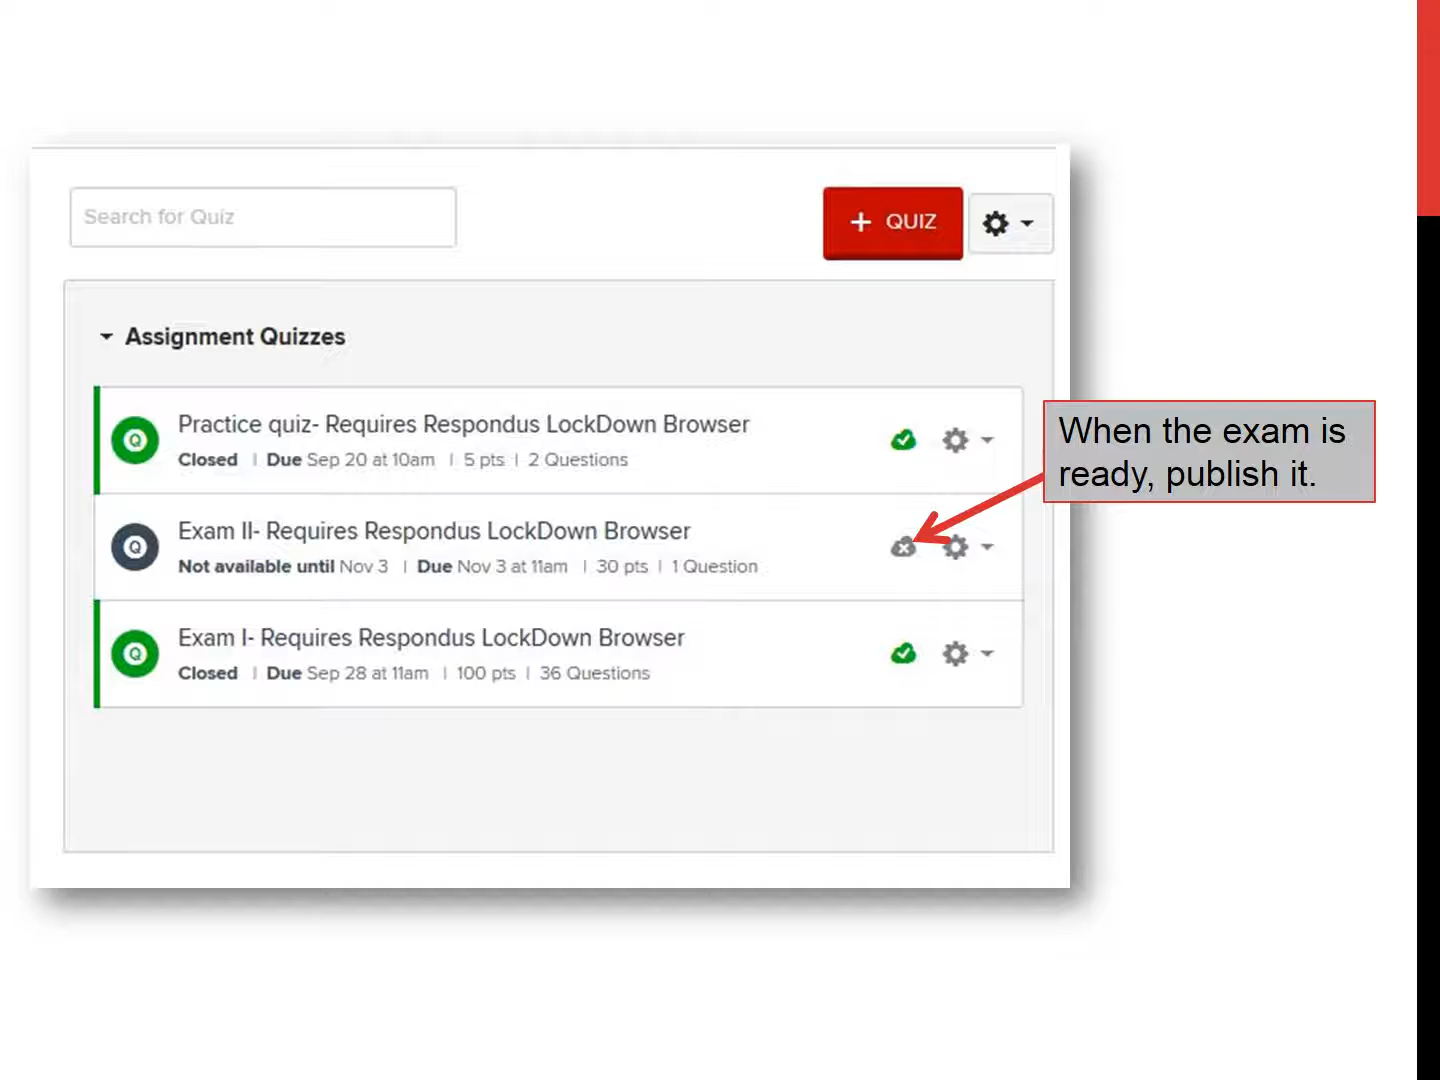 Search for Quiz
+ QUIZ
Assignment Quizzes
Practice quiz- Requires Respondus LockDown Browser
Closed | Due Sep 20 at 10am | 5 pts | 2 Questions
When the exam is
ready, publish it.
Exam II- Requires Respondus LockDown Browser
Not available until Nov 3 | Due Nov 3 at 11am | 30 pts | 1 Question
Exam I- Requires Respondus LockDown Browser
Closed | Due Sep 28 at 11am | 100 pts | 36 Questions